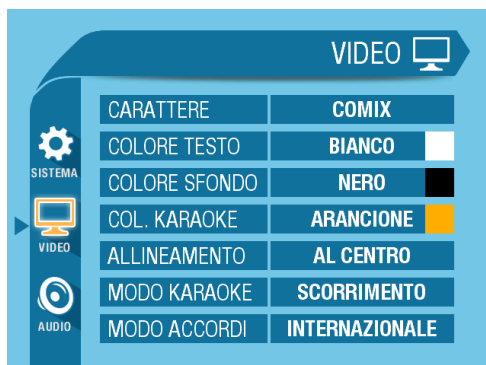 VIDEO
SISTEMA
VIDEO
AUDIO
CARATTERE COMIX
COLORE TESTO BIANCO
COLORE SFONDO NERO
COL. KARAOKE ARANCIONE
ALLINEAMENTO AL CENTRO
MODO KARAOKE SCORRIMENTO
MODO ACCORDI INTERNAZIONALE